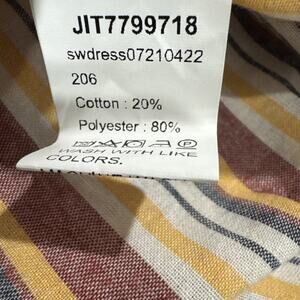 JIT7799718
swdress07210422
206
Cotton : 20%
Polyester : 80%
WASH WITH LIKE
COLORS.